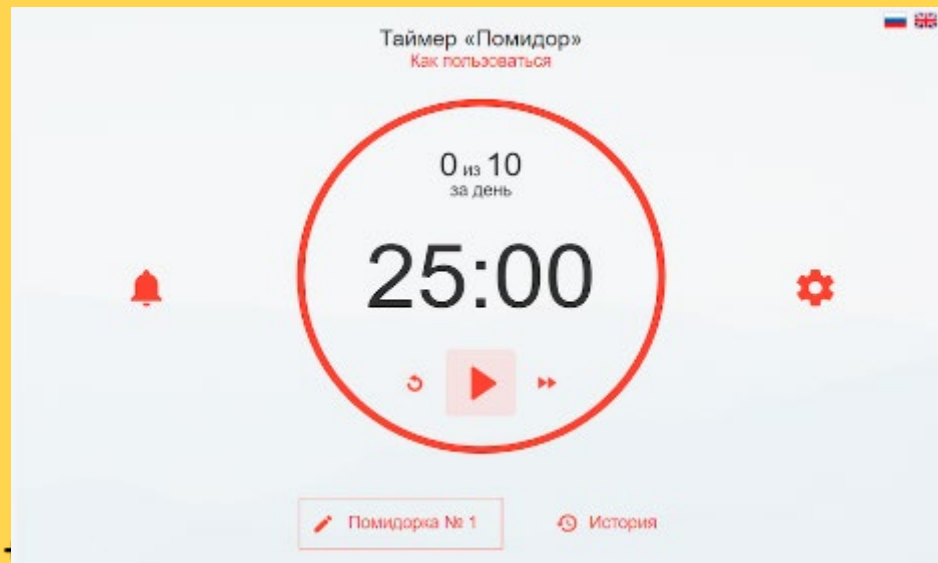 Таймер «Помидор»
Как пользоваться
0 из 10
за день
25:00
Помидорка № 1
История